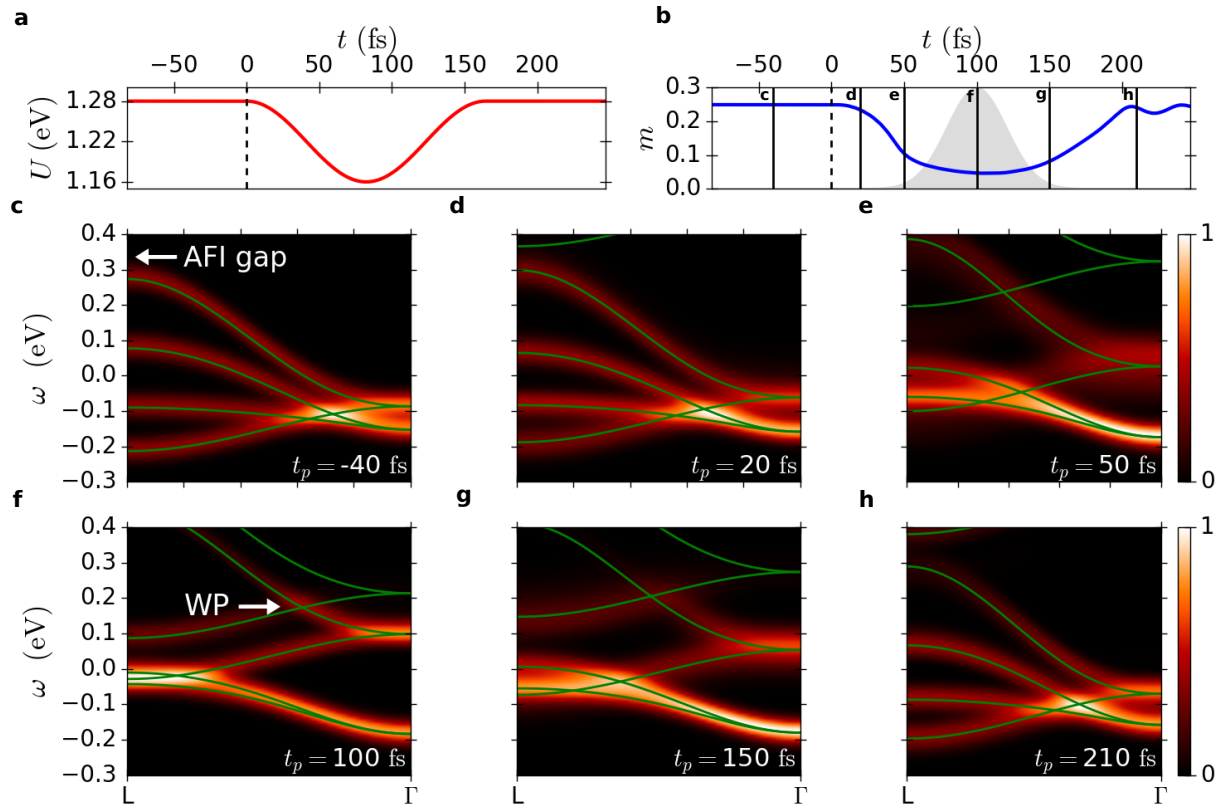 a
t (fs)
−50 0 50 100 150 200
U (eV)
1.28
1.22
1.16
b
t (fs)
−50 0 50 100 150 200
m
0.3
0.2
0.1
0.0
c d e f g h
c
ω (eV)
0.4
0.3
0.2
0.1
0.0
−0.1
−0.2
−0.3
AFI gap
t_p = -40 fs
d
t_p = 20 fs
e
t_p = 50 fs
1
0
f
ω (eV)
0.4
0.3
0.2
0.1
0.0
−0.1
−0.2
−0.3
WP
t_p = 100 fs
L Γ
g
t_p = 150 fs
L Γ
h
t_p = 210 fs
L Γ
1
0